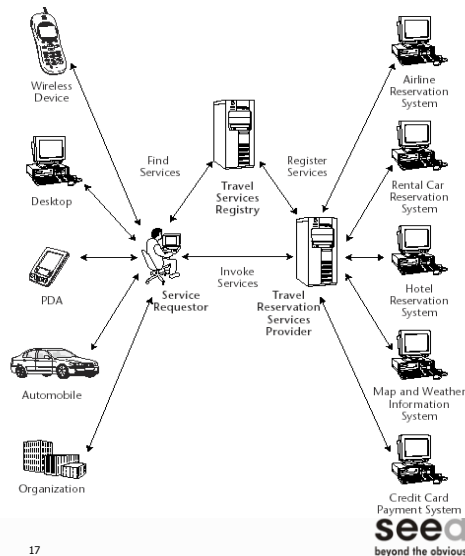 Wireless
Device
Airline
Reservation
System
Find
Services
Register
Services
Travel
Services
Registry
Desktop
Rental Car
Reservation
System
PDA
Service
Requestor
Invoke
Services
Travel
Reservation
Services
Provider
Hotel
Reservation
System
Automobile
Map and Weather
Information
System
Organization
Credit Card
Payment System
17
beyond the obvious